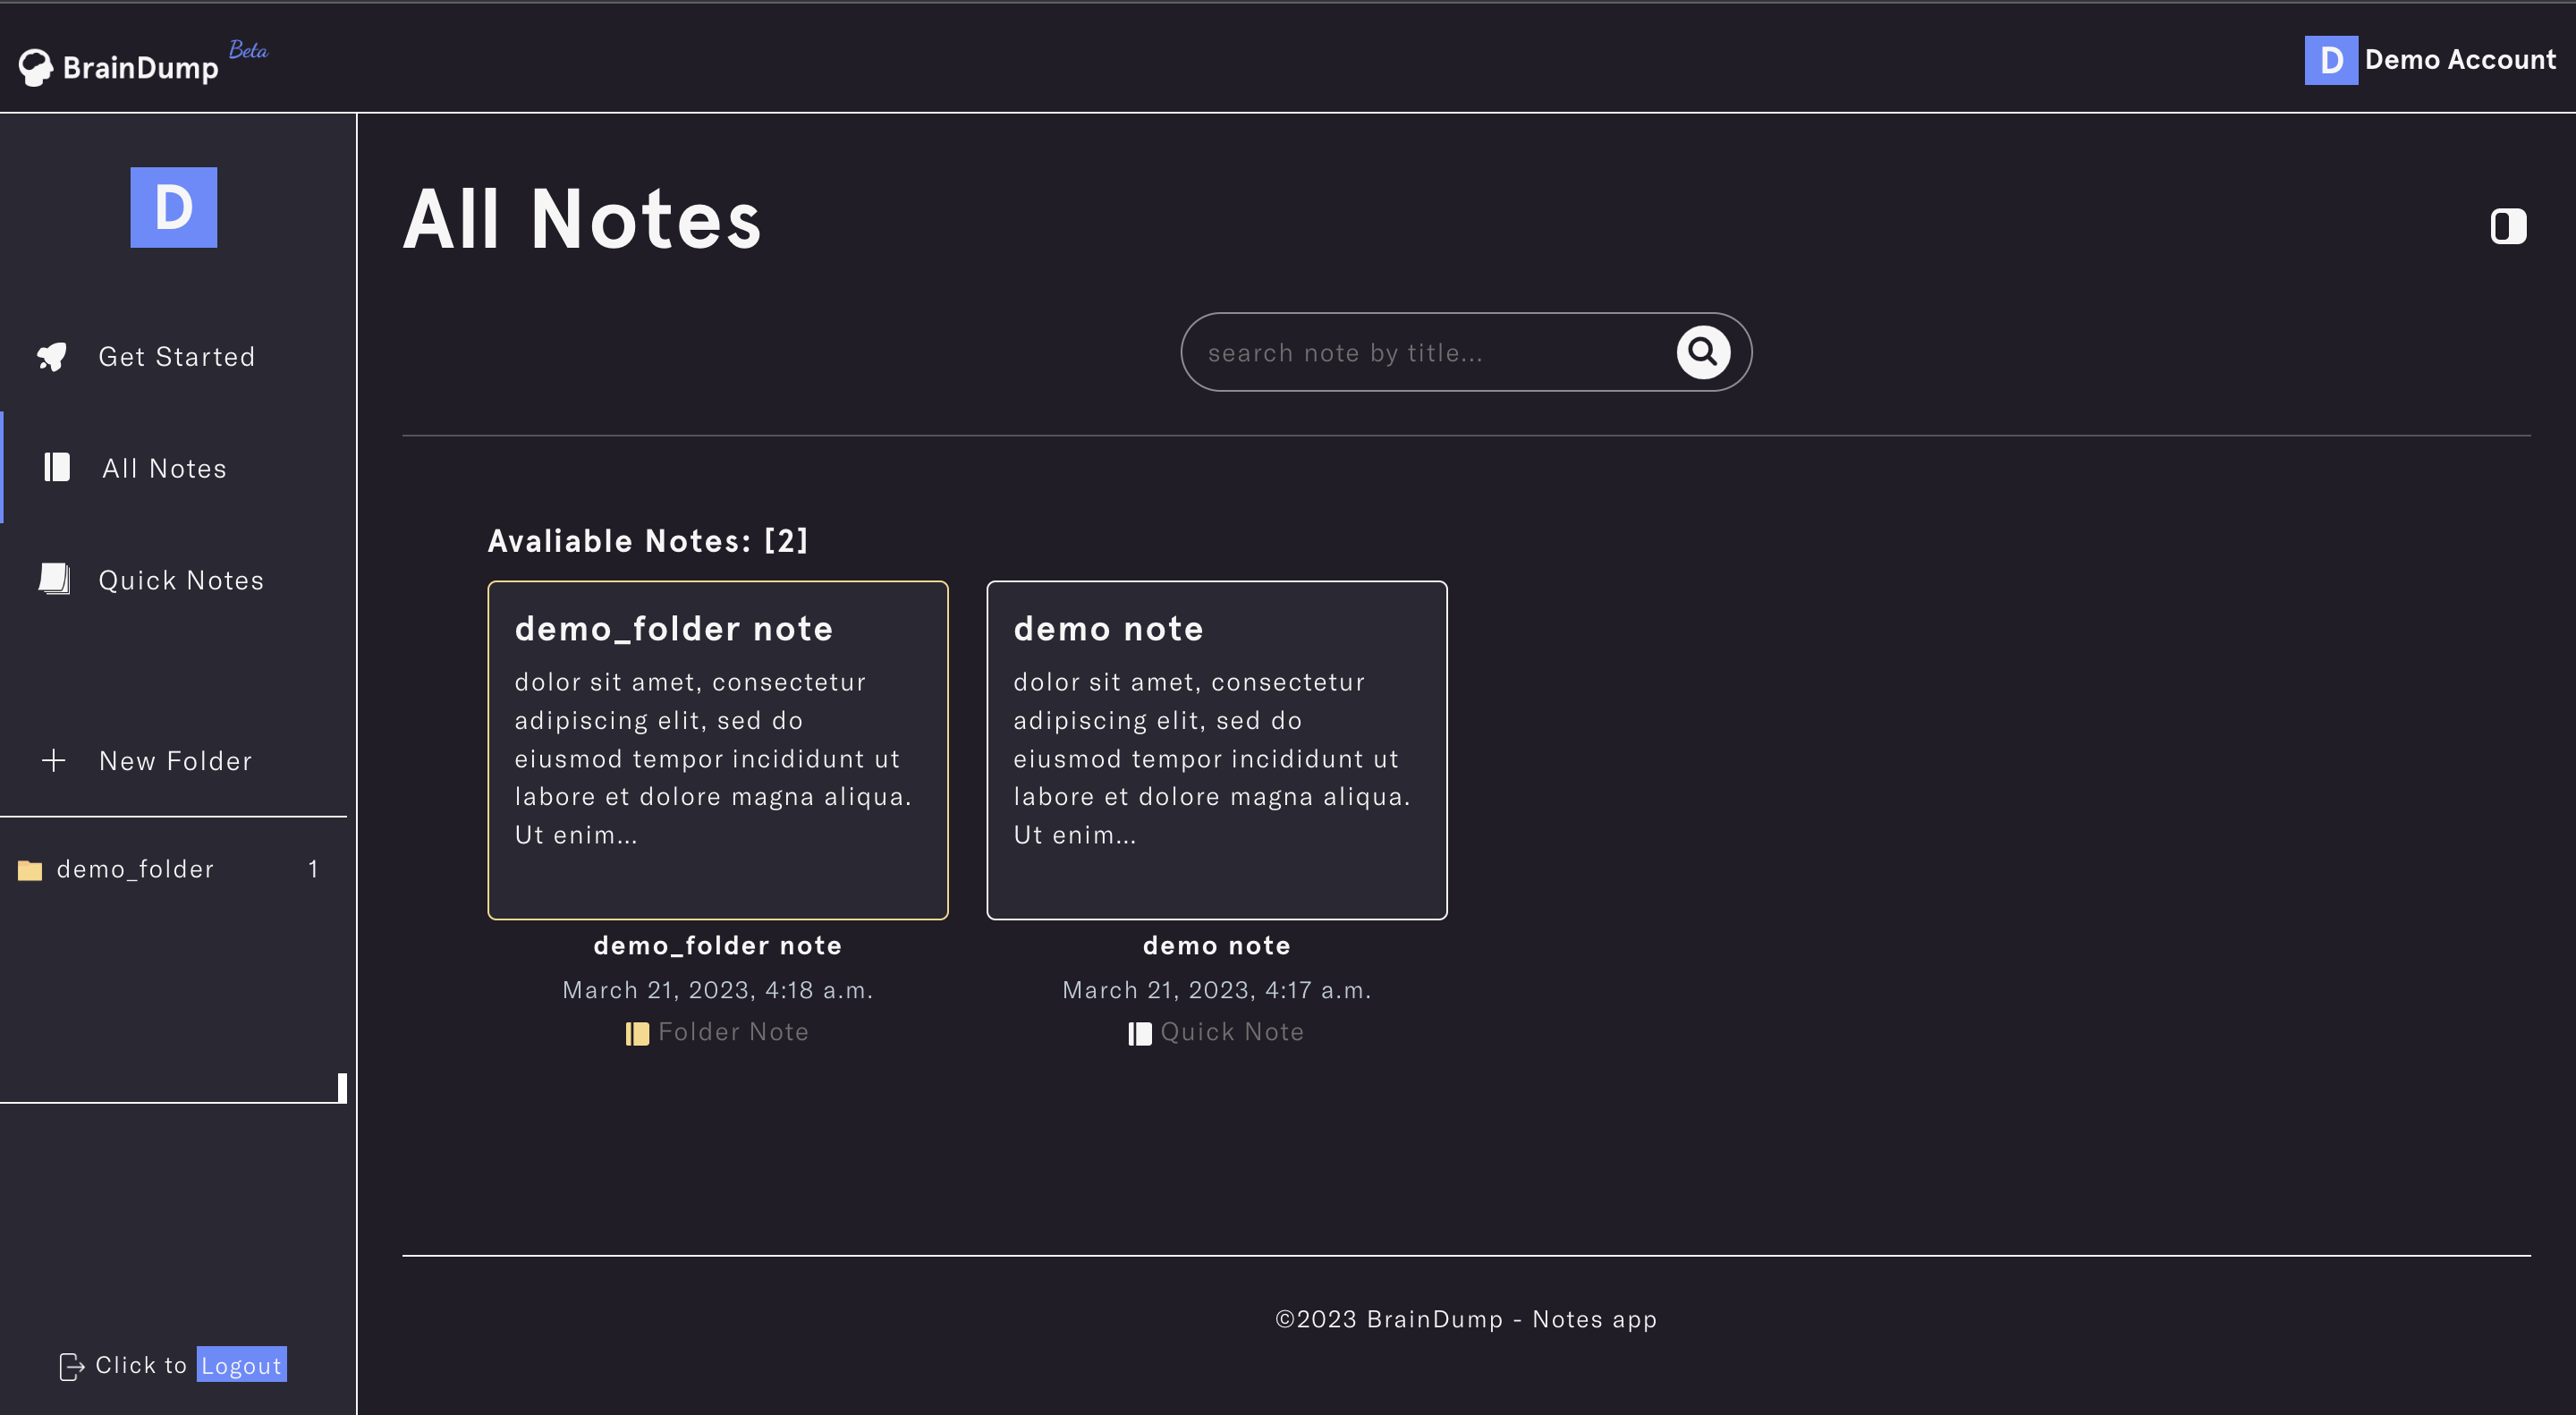 BrainDump Beta
D Demo Account
D
Get Started
All Notes
Quick Notes
New Folder
demo_folder 1
Click to Logout
All Notes
search note by title...
Avaliable Notes: [2]
demo_folder note
dolor sit amet, consectetur
adipiscing elit, sed do
eiusmod tempor incididunt ut
labore et dolore magna aliqua.
Ut enim...
demo_folder note
March 21, 2023, 4:18 a.m.
Folder Note
demo note
dolor sit amet, consectetur
adipiscing elit, sed do
eiusmod tempor incididunt ut
labore et dolore magna aliqua.
Ut enim...
demo note
March 21, 2023, 4:17 a.m.
Quick Note
©2023 BrainDump - Notes app